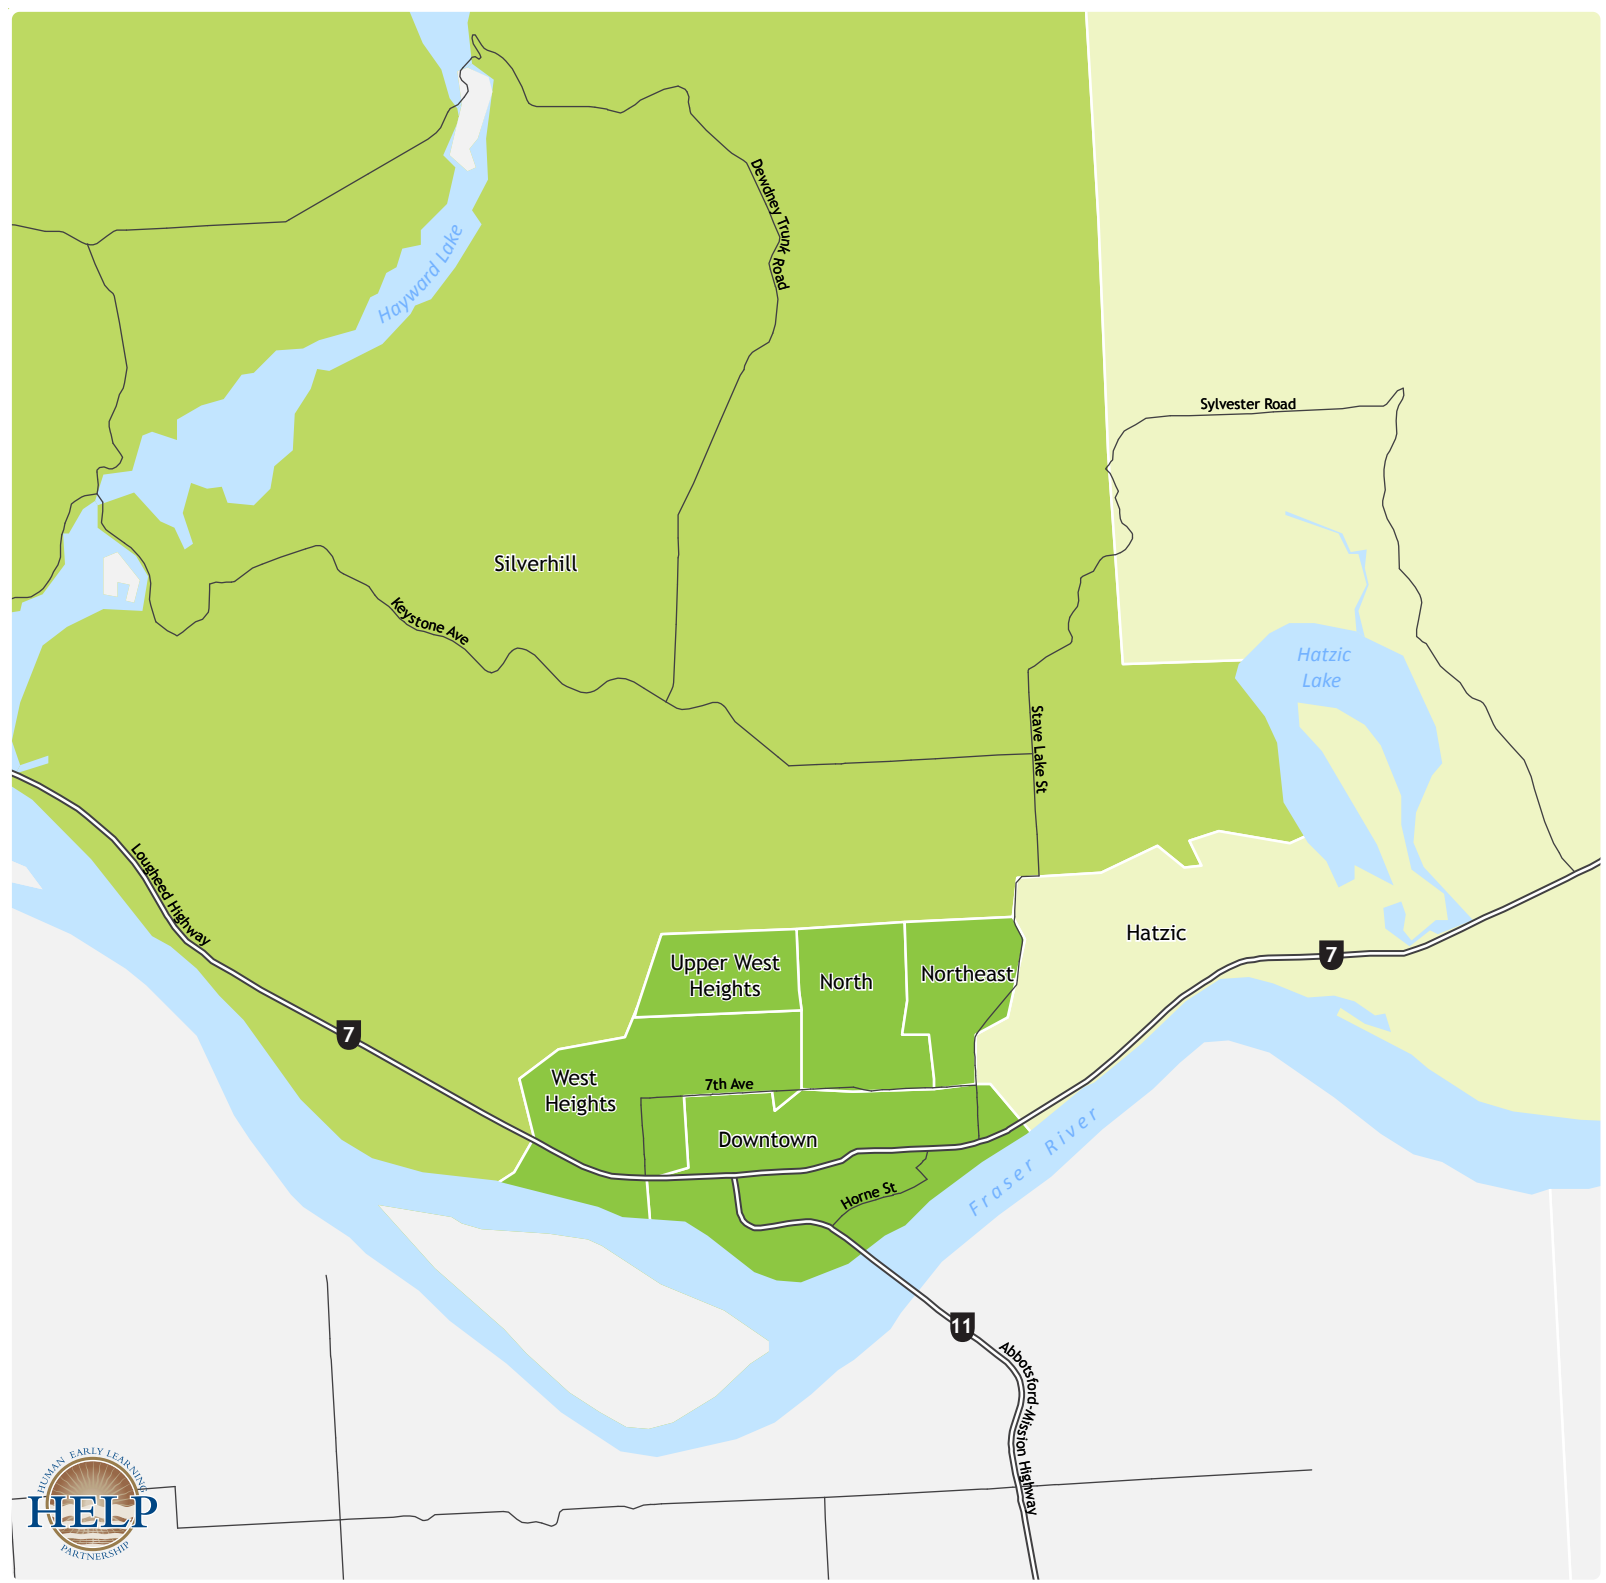 Hayward Lake
Dewdney Trunk Road
Sylvester Road
Silverhill
Keystone Ave
Hatzic
Lake
Stave Lake St
Lougheed Highway
Hatzic
7
Upper West
Heights
North
Northeast
7
West
Heights
7th Ave
Downtown
Fraser River
Horne St
11
Abbotsford-Mission Highway
HUMAN EARLY LEARNING
HELP
PARTNERSHIP